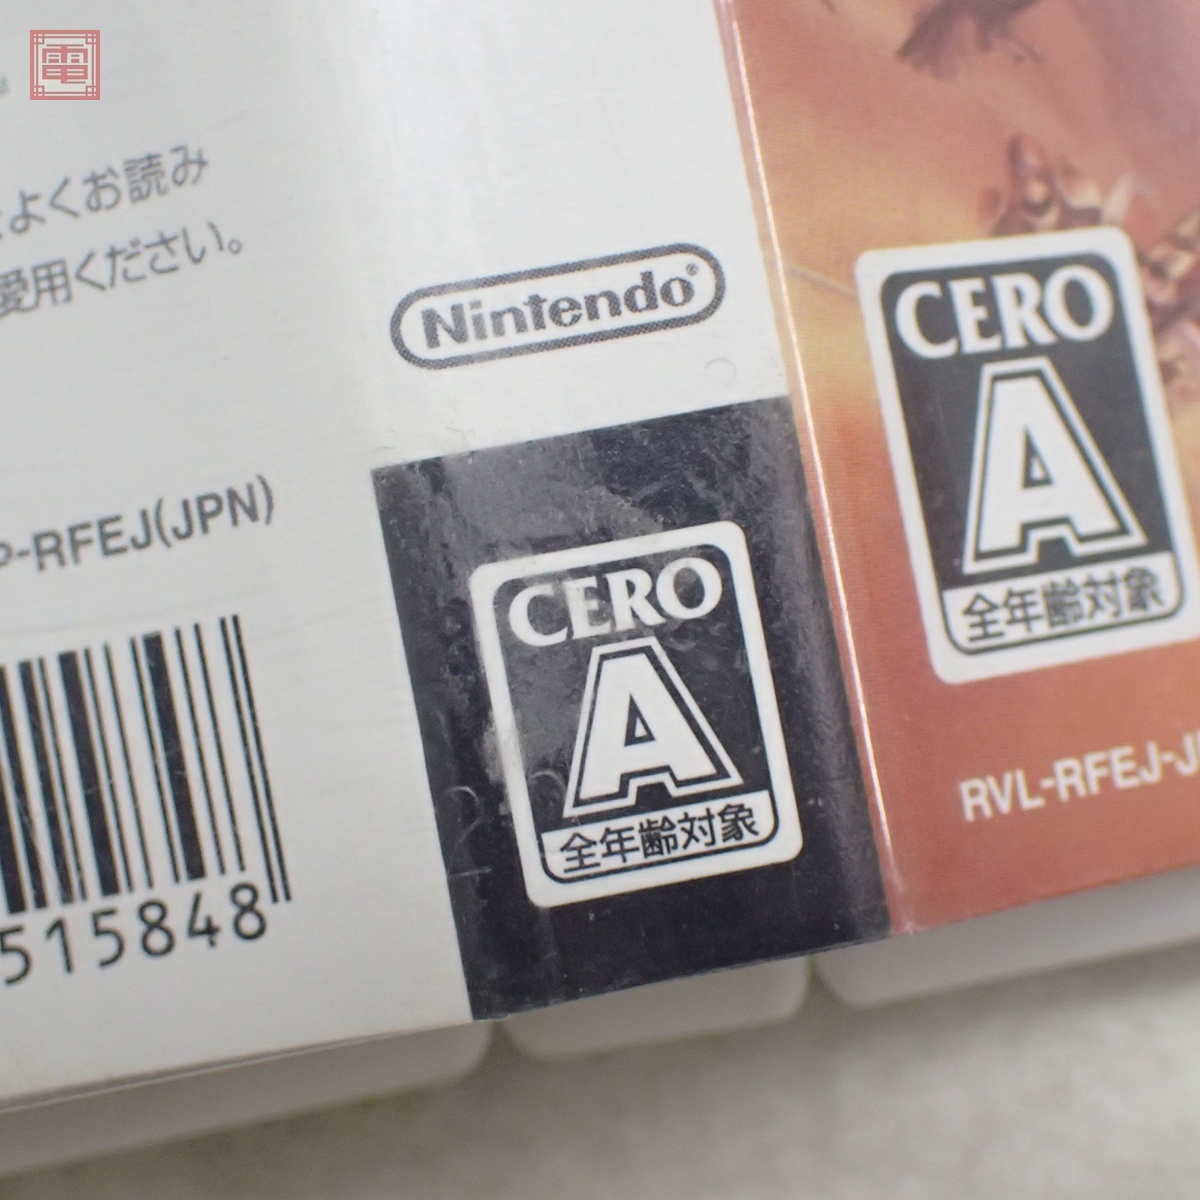 電
よくお読み
愛用ください。
Nintendo®
P-RFEJ(JPN)
515848
CERO
A
全年齢対象
CERO
A
全年齢対象
RVL-RFEJ-J